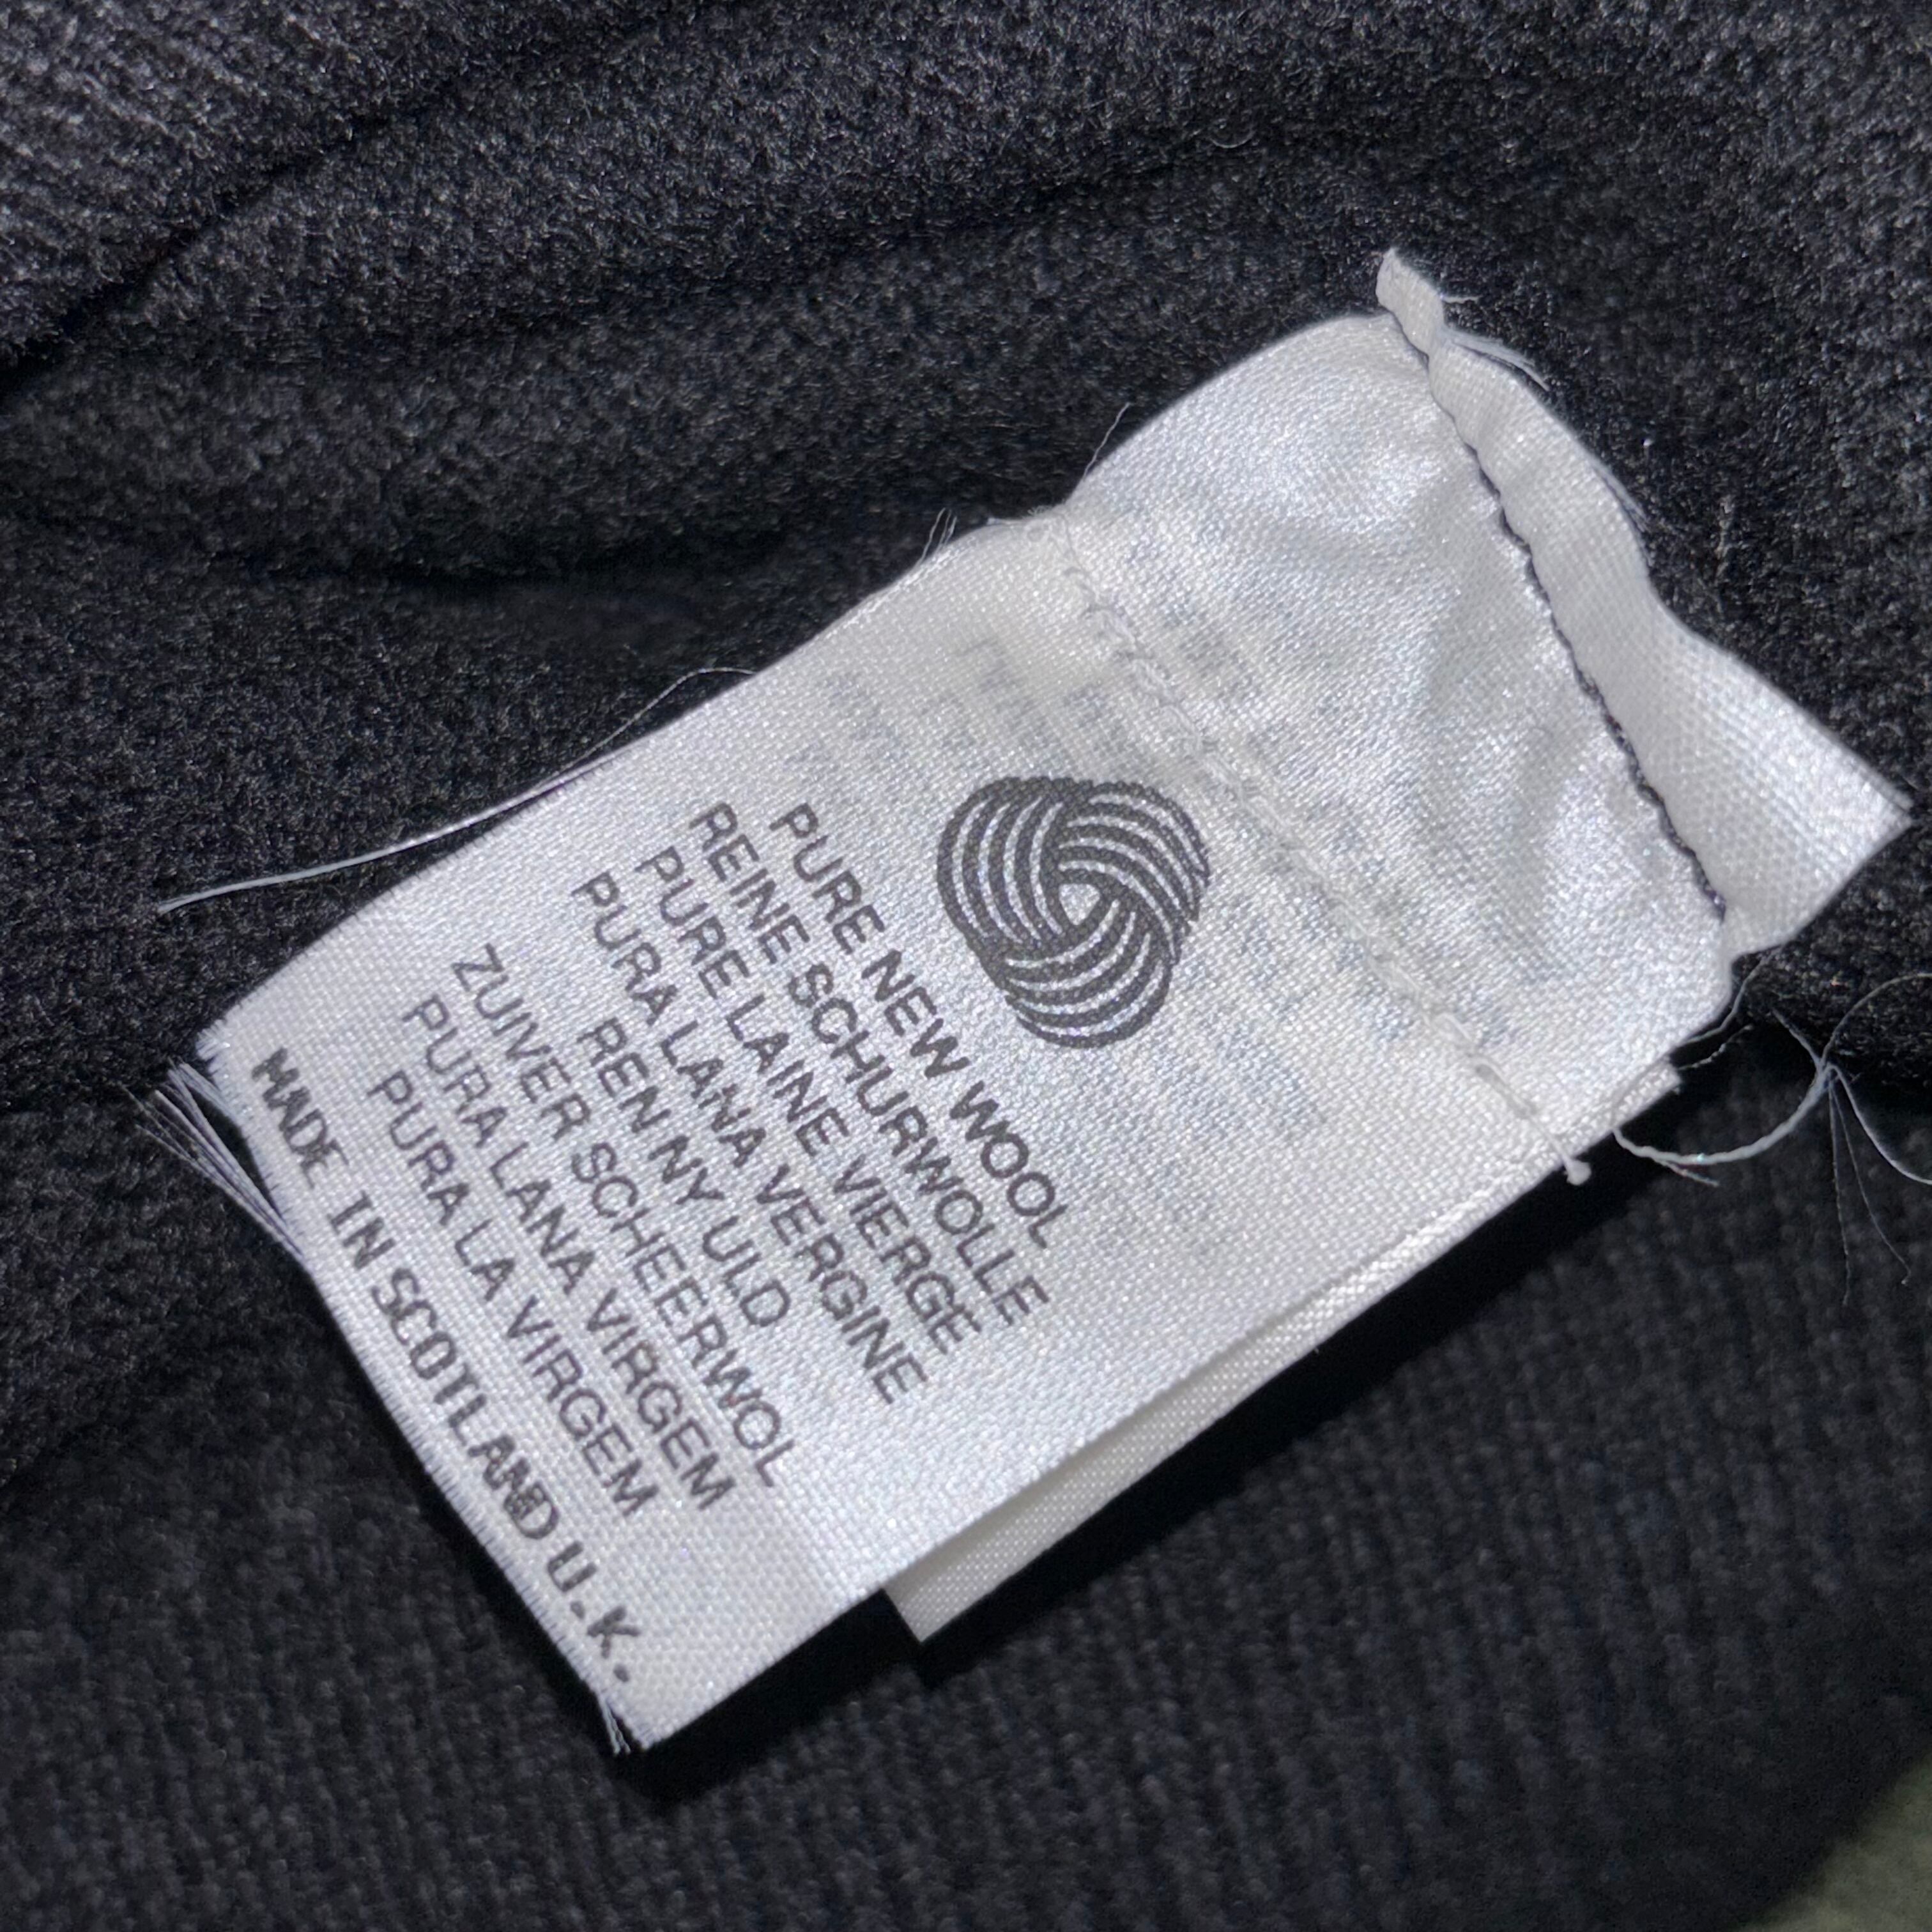 PURE NEW WOOL
REINE SCHURWOLLE
PURE LAINE VIERGE
PURA LANA VERGINE
REN NY ULD
ZUIVER SCHEERWOL
PURA LANA VIRGEM
PURA LA VIRGEM
MADE IN SCOTLAND U.K.